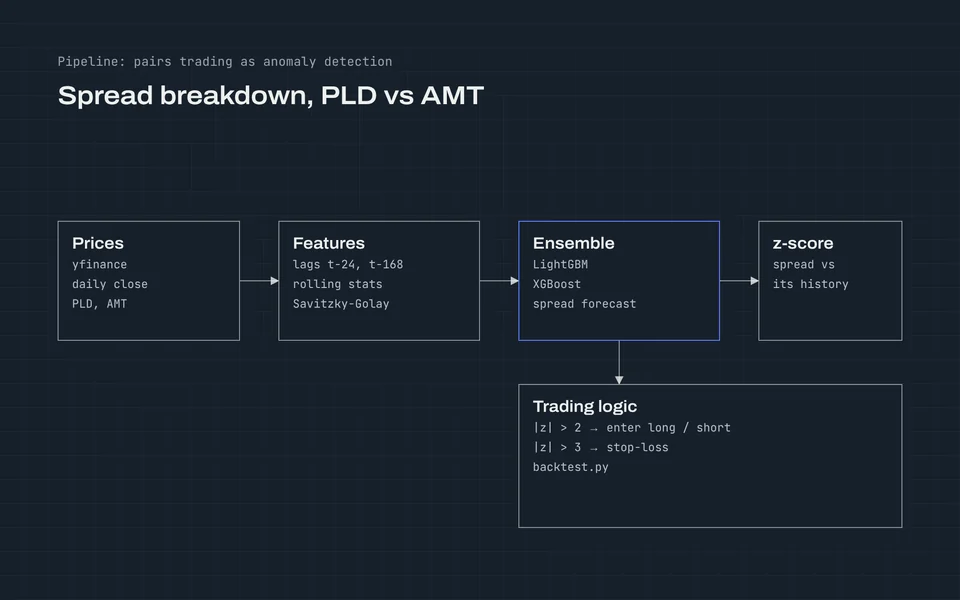 Pipeline: pairs trading as anomaly detection
Spread breakdown, PLD vs AMT
Prices
yfinance
daily close
PLD, AMT
Features
lags t-24, t-168
rolling stats
Savitzky-Golay
Ensemble
LightGBM
XGBoost
spread forecast
z-score
spread vs
its history
Trading logic
|z| > 2 → enter long / short
|z| > 3 → stop-loss
backtest.py